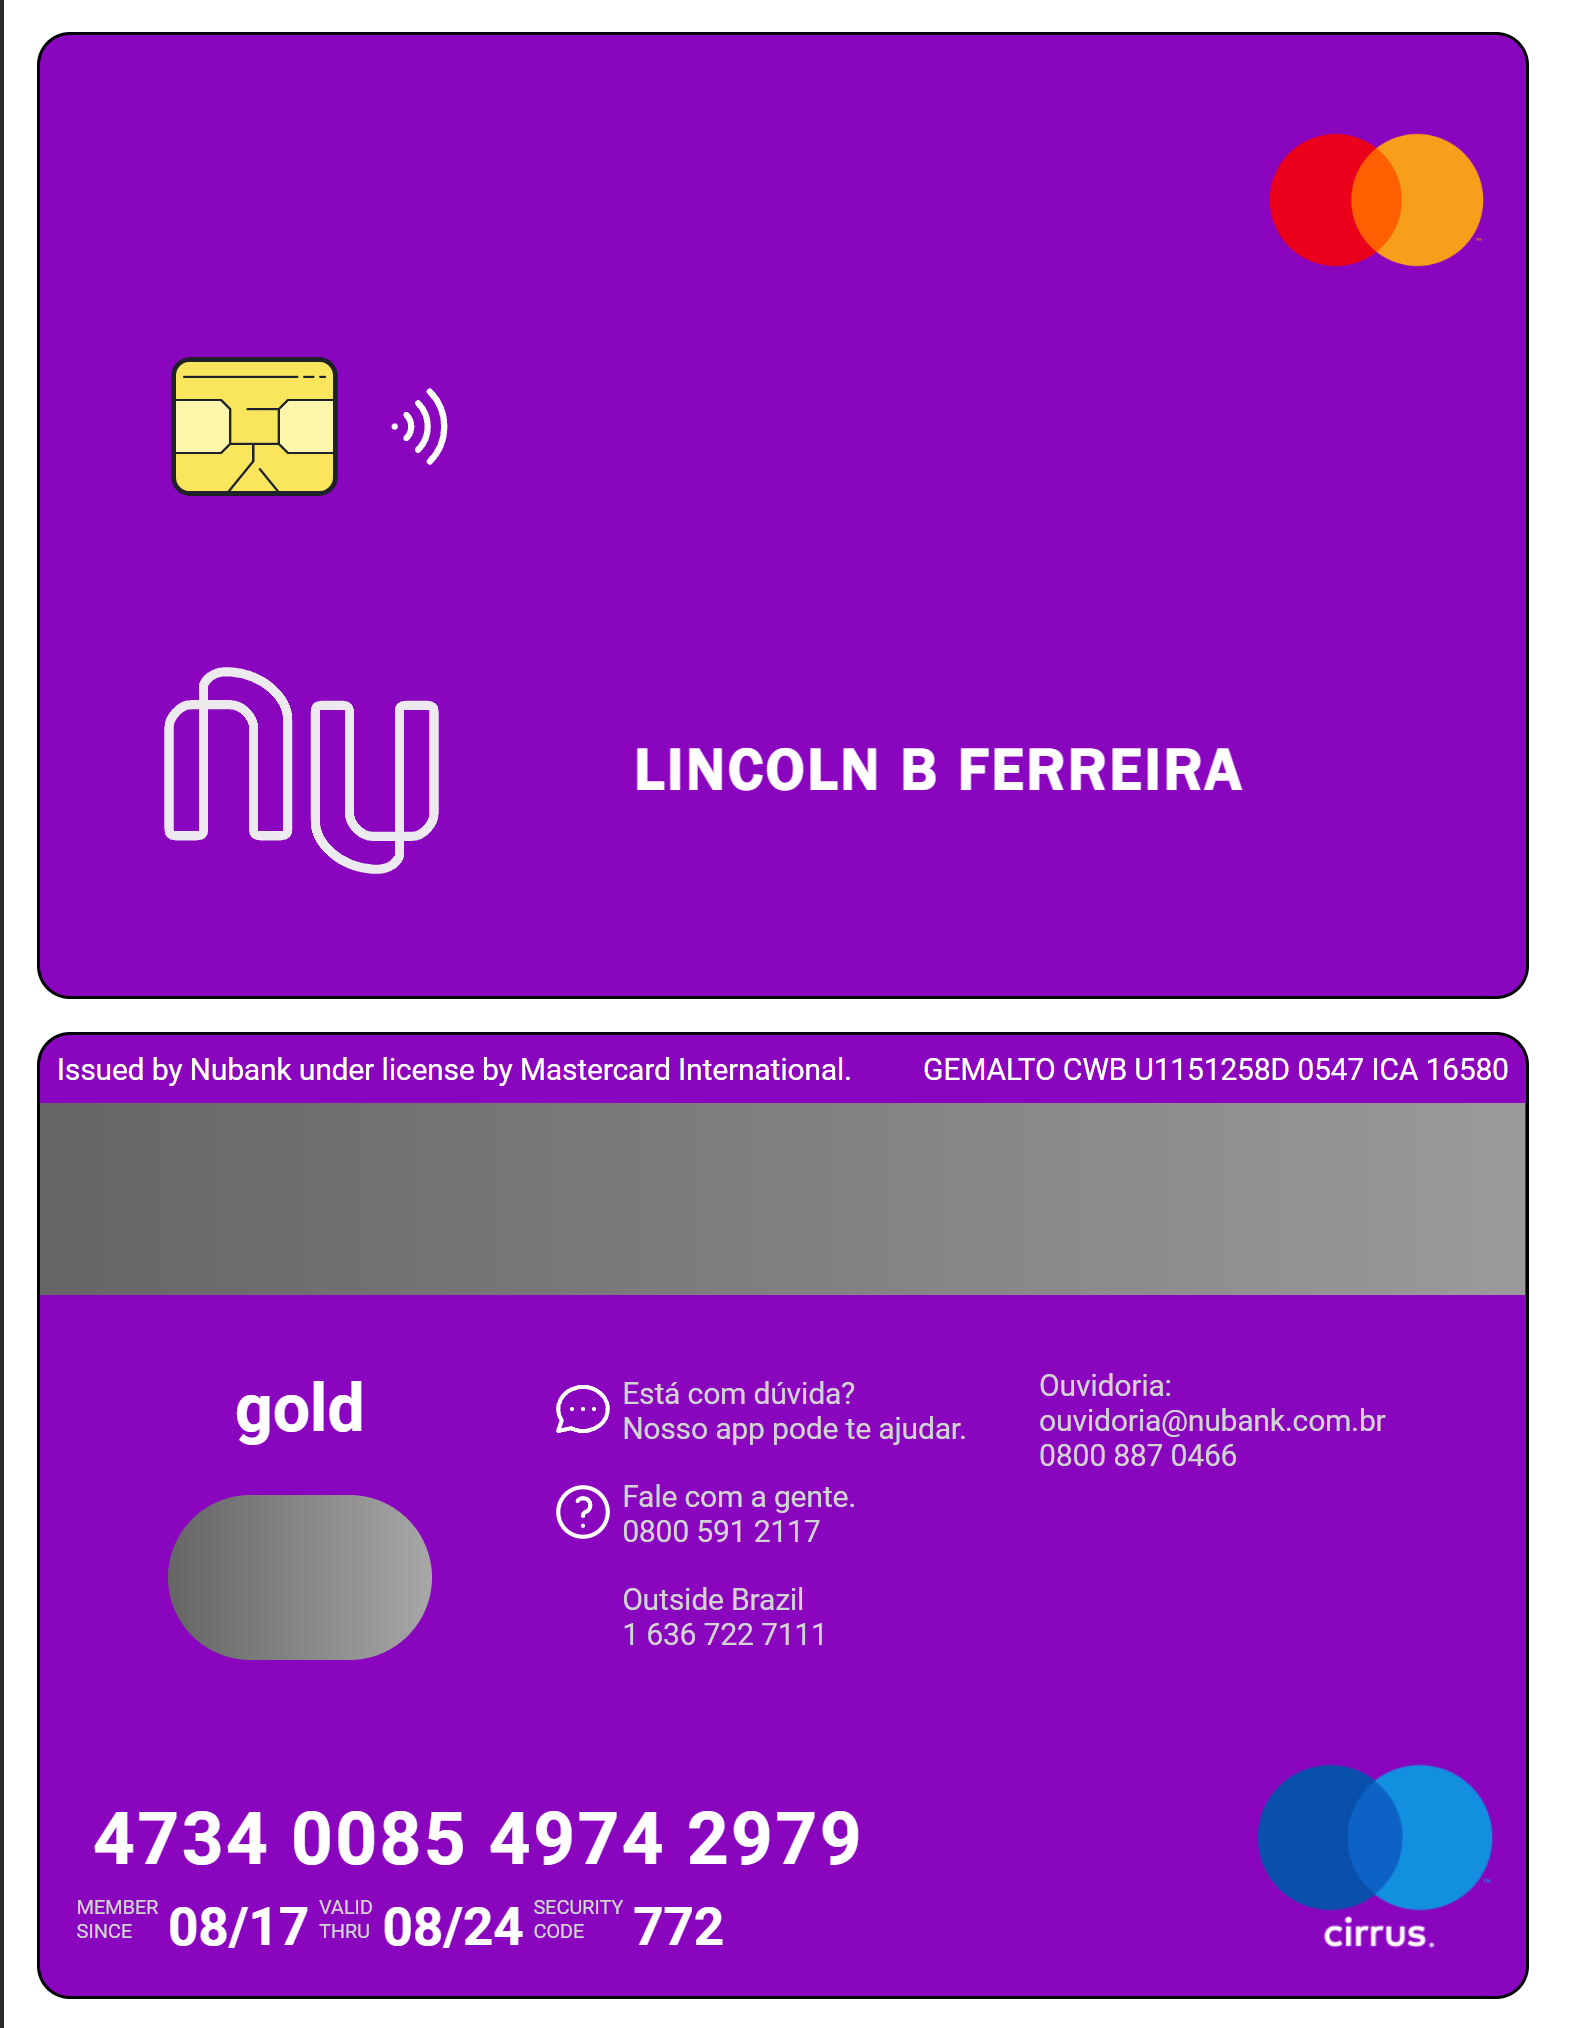 nu
LINCOLN B FERREIRA
Issued by Nubank under license by Mastercard International. GEMALTO CWB U1151258D 0547 ICA 16580
gold
Está com dúvida?
Nosso app pode te ajudar.
Fale com a gente.
0800 591 2117
Outside Brazil
1 636 722 7111
Ouvidoria:
ouvidoria@nubank.com.br
0800 887 0466
4734 0085 4974 2979
MEMBER SINCE 08/17 VALID THRU 08/24 SECURITY CODE 772
cirrus.